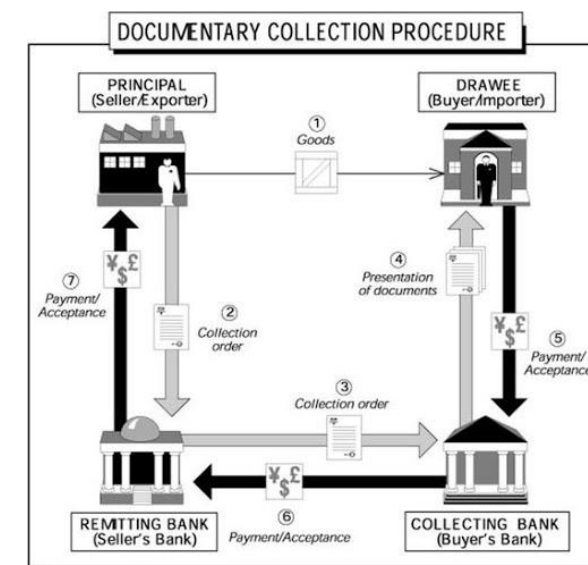 DOCUMENTARY COLLECTION PROCEDURE
PRINCIPAL
(Seller/Exporter)
DRAWEE
(Buyer/Importer)
①
Goods
⑦
¥$£
Payment/
Acceptance
②
Collection
order
④
Presentation
of documents
¥$£
⑤
Payment/
Acceptance
③
Collection order
¥$£
⑥
Payment/Acceptance
REMITTING BANK
(Seller's Bank)
COLLECTING BANK
(Buyer's Bank)